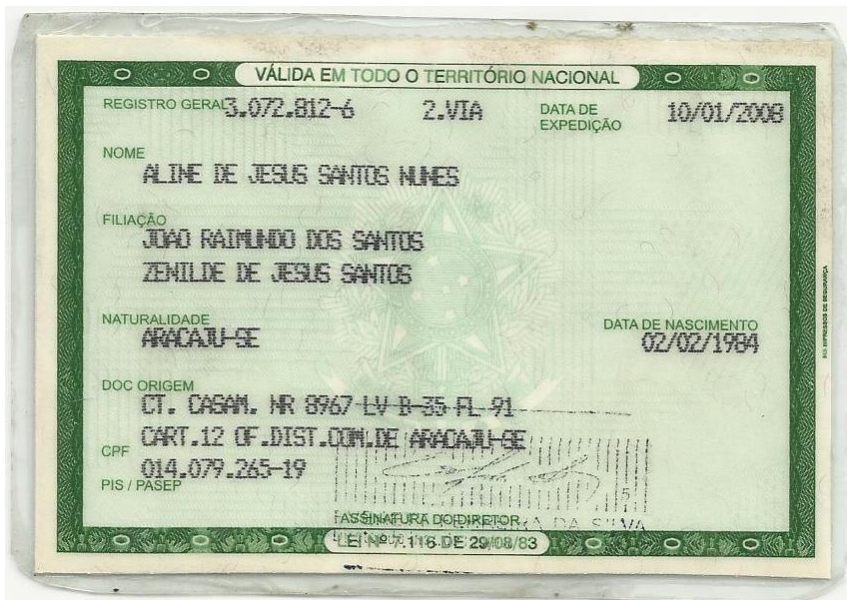 VÁLIDA EM TODO O TERRITÓRIO NACIONAL
REGISTRO GERAL 3.072.812-6 2.VIA DATA DE EXPEDIÇÃO 10/01/2008
NOME
ALINE DE JESUS SANTOS NUNES
FILIAÇÃO
JOAO RAIMUNDO DOS SANTOS
ZENILDE DE JESUS SANTOS
NATURALIDADE
ARACAJU-SE
DATA DE NASCIMENTO
02/02/1984
DOC ORIGEM
CT. CASAM. NR 8967 LV B-35 FL 91
CART.12 OF.DIST.COM.DE ARACAJU-SE
CPF
014.079.265-19
PIS / PASEP
ASSINATURA DO DIRETOR
DA SILVA
LEI Nº 7.116 DE 29/08/83